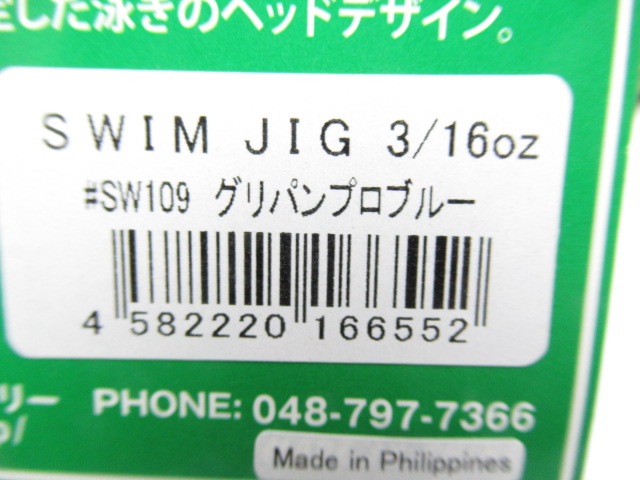 した泳ぎのヘッドデザイン。
SWIM JIG 3/16oz
#SW109 グリパンプロブルー
4 582220 166552
リー PHONE: 048-797-7366
Made in Philippines